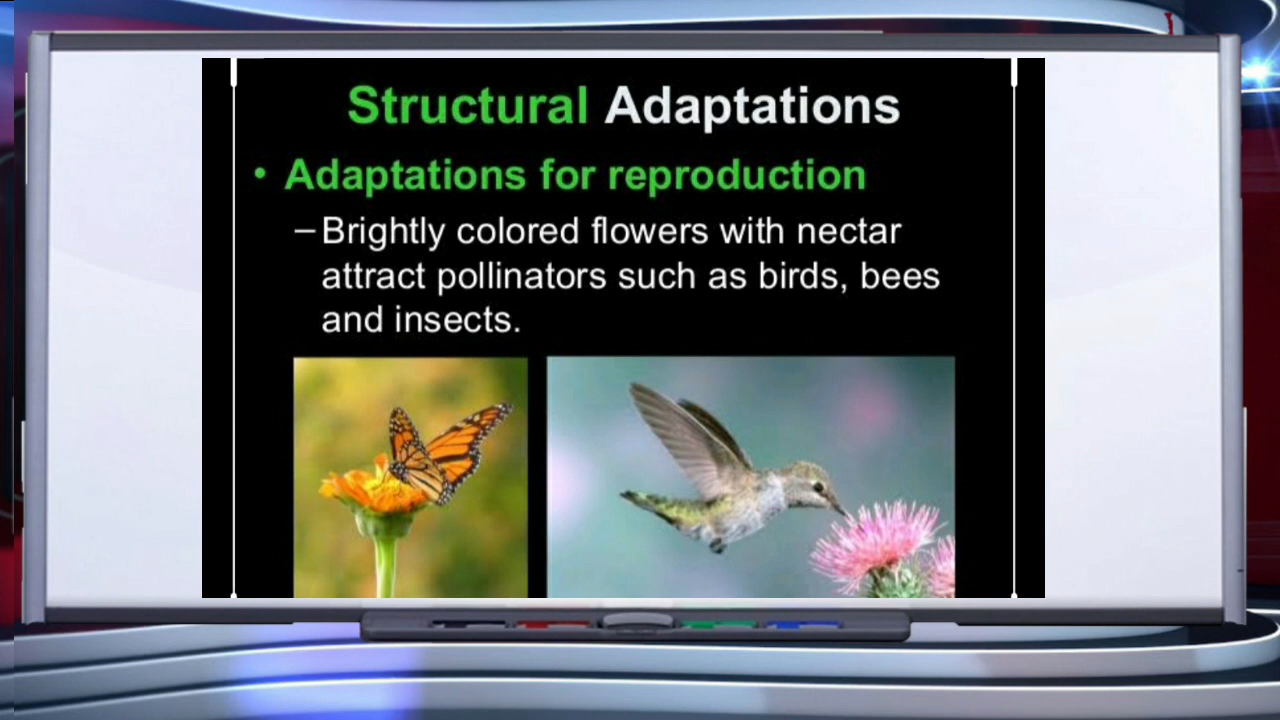 Structural Adaptations
• Adaptations for reproduction
– Brightly colored flowers with nectar
attract pollinators such as birds, bees
and insects.